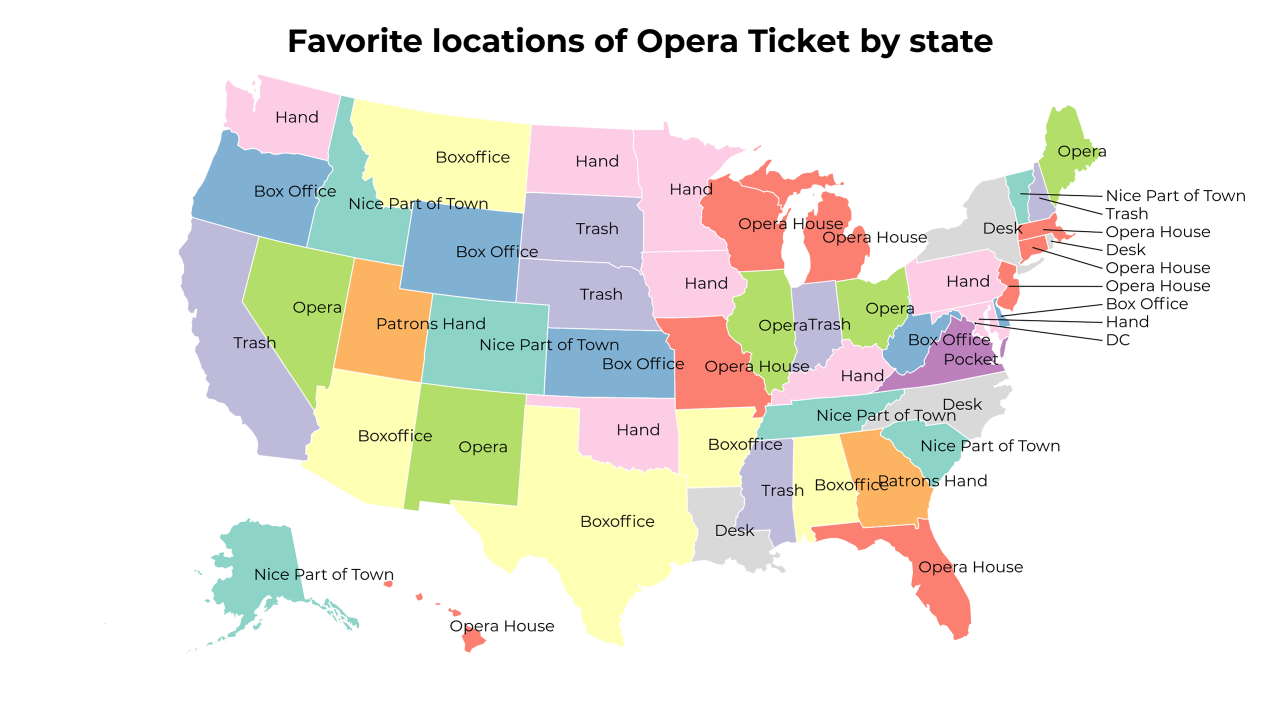 Favorite locations of Opera Ticket by state
Hand
Boxoffice
Hand
Hand
Opera
Box Office
Nice Part of Town
Nice Part of Town
Trash
Trash
Opera House
Opera House
Desk
Opera House
Desk
Box Office
Opera House
Hand
Hand
Opera House
Trash
Box Office
Opera
Opera
Hand
Patrons Hand
Opera
Trash
DC
Trash
Nice Part of Town
Box Office
Pocket
Box Office
Opera House
Hand
Desk
Nice Part of Town
Hand
Boxoffice
Opera
Boxoffice
Nice Part of Town
Patrons Hand
Trash
Boxoffice
Boxoffice
Desk
Opera House
Nice Part of Town
Opera House